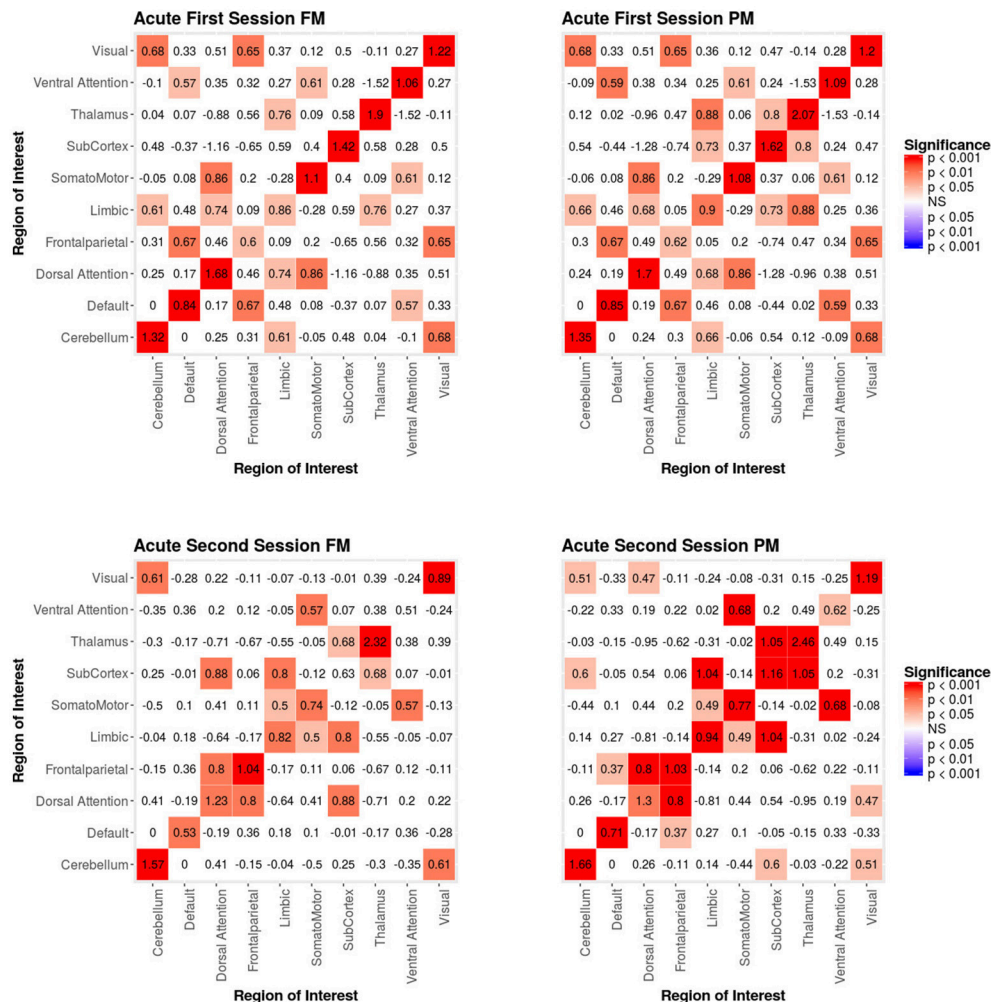 Acute First Session FM
Visual 0.68 0.33 0.51 0.65 0.37 0.12 0.5 -0.11 0.27 1.22
Ventral Attention -0.1 0.57 0.35 0.32 0.27 0.61 0.28 -1.52 1.06 0.27
Thalamus 0.04 0.07 -0.88 0.56 0.76 0.09 0.58 1.9 -1.52 -0.11
SubCortex 0.48 -0.37 -1.16 -0.65 0.59 0.4 1.42 0.58 0.28 0.5
SomatoMotor -0.05 0.08 0.86 0.2 -0.28 1.1 0.4 0.09 0.61 0.12
Limbic 0.61 0.48 0.74 0.09 0.86 -0.28 0.59 0.76 0.27 0.37
Frontalparietal 0.31 0.67 0.46 0.6 0.09 0.2 -0.65 0.56 0.32 0.65
Dorsal Attention 0.25 0.17 1.68 0.46 0.74 0.86 -1.16 -0.88 0.35 0.51
Default 0 0.84 0.17 0.67 0.48 0.08 -0.37 0.07 0.57 0.33
Cerebellum 1.32 0 0.25 0.31 0.61 -0.05 0.48 0.04 -0.1 0.68
Cerebellum Default Dorsal Attention Frontalparietal Limbic SomatoMotor SubCortex Thalamus Ventral Attention Visual
Region of Interest
Region of Interest
Acute First Session PM
0.68 0.33 0.51 0.65 0.36 0.12 0.47 -0.14 0.28 1.2
-0.09 0.59 0.38 0.34 0.25 0.61 0.24 -1.53 1.09 0.28
0.12 0.02 -0.96 0.47 0.88 0.06 0.8 2.07 -1.53 -0.14
0.54 -0.44 -1.28 -0.74 0.73 0.37 1.62 0.8 0.24 0.47
-0.06 0.08 0.86 0.2 -0.29 1.08 0.37 0.06 0.61 0.12
0.66 0.46 0.68 0.05 0.9 -0.29 0.73 0.88 0.25 0.36
0.3 0.67 0.49 0.62 0.05 0.2 -0.74 0.47 0.34 0.65
0.24 0.19 1.7 0.49 0.68 0.86 -1.28 -0.96 0.38 0.51
0 0.85 0.19 0.67 0.46 0.08 -0.44 0.02 0.59 0.33
1.35 0 0.24 0.3 0.66 -0.06 0.54 0.12 -0.09 0.68
Cerebellum Default Dorsal Attention Frontalparietal Limbic SomatoMotor SubCortex Thalamus Ventral Attention Visual
Region of Interest
Significance
p < 0.001
p < 0.01
p < 0.05
NS
p < 0.05
p < 0.01
p < 0.001
Acute Second Session FM
Visual 0.61 -0.28 0.22 -0.11 -0.07 -0.13 -0.01 0.39 -0.24 0.89
Ventral Attention -0.35 0.36 0.2 0.12 -0.05 0.57 0.07 0.38 0.51 -0.24
Thalamus -0.3 -0.17 -0.71 -0.67 -0.55 -0.05 0.68 2.32 0.38 0.39
SubCortex 0.25 -0.01 0.88 0.06 0.8 -0.12 0.63 0.68 0.07 -0.01
SomatoMotor -0.5 0.1 0.41 0.11 0.5 0.74 -0.12 -0.05 0.57 -0.13
Limbic -0.04 0.18 -0.64 -0.17 0.82 0.5 0.8 -0.55 -0.05 -0.07
Frontalparietal -0.15 0.36 0.8 1.04 -0.17 0.11 0.06 -0.67 0.12 -0.11
Dorsal Attention 0.41 -0.19 1.23 0.8 -0.64 0.41 0.88 -0.71 0.2 0.22
Default 0 0.53 -0.19 0.36 0.18 0.1 -0.01 -0.17 0.36 -0.28
Cerebellum 1.57 0 0.41 -0.15 -0.04 -0.5 0.25 -0.3 -0.35 0.61
Cerebellum Default Dorsal Attention Frontalparietal Limbic SomatoMotor SubCortex Thalamus Ventral Attention Visual
Region of Interest
Region of Interest
Acute Second Session PM
0.51 -0.33 0.47 -0.11 -0.24 -0.08 -0.31 0.15 -0.25 1.19
-0.22 0.33 0.19 0.22 0.02 0.68 0.2 0.49 0.62 -0.25
-0.03 -0.15 -0.95 -0.62 -0.31 -0.02 1.05 2.46 0.49 0.15
0.6 -0.05 0.54 0.06 1.04 -0.14 1.16 1.05 0.2 -0.31
-0.44 0.1 0.44 0.2 0.49 0.77 -0.14 -0.02 0.68 -0.08
0.14 0.27 -0.81 -0.14 0.94 0.49 1.04 -0.31 0.02 -0.24
-0.11 0.37 0.8 1.03 -0.14 0.2 0.06 -0.62 0.22 -0.11
0.26 -0.17 1.3 0.8 -0.81 0.44 0.54 -0.95 0.19 0.47
0 0.71 -0.17 0.37 0.27 0.1 -0.05 -0.15 0.33 -0.33
1.66 0 0.26 -0.11 0.14 -0.44 0.6 -0.03 -0.22 0.51
Cerebellum Default Dorsal Attention Frontalparietal Limbic SomatoMotor SubCortex Thalamus Ventral Attention Visual
Region of Interest
Significance
p < 0.001
p < 0.01
p < 0.05
NS
p < 0.05
p < 0.01
p < 0.001